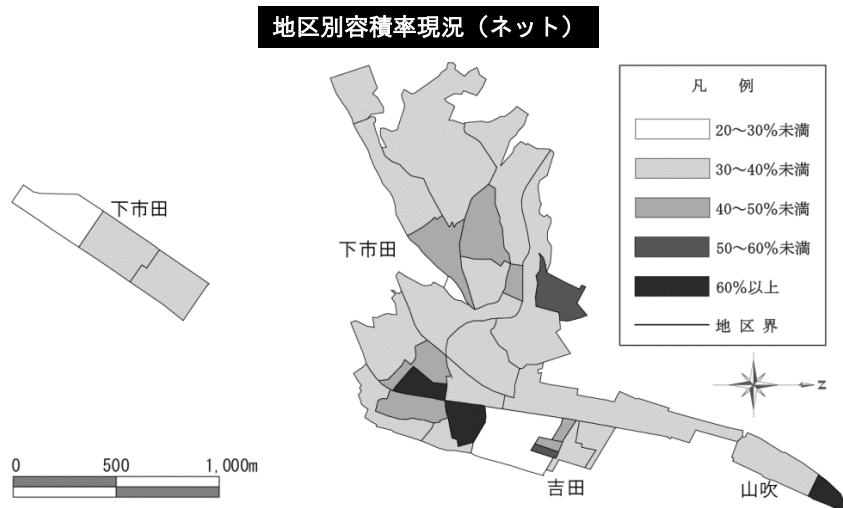 地区別容積率現況（ネット）
凡　例
20～30%未満
30～40%未満
40～50%未満
50～60%未満
60%以上
地 区 界
下市田
下市田
z
0 500 1,000m
吉田
山吹